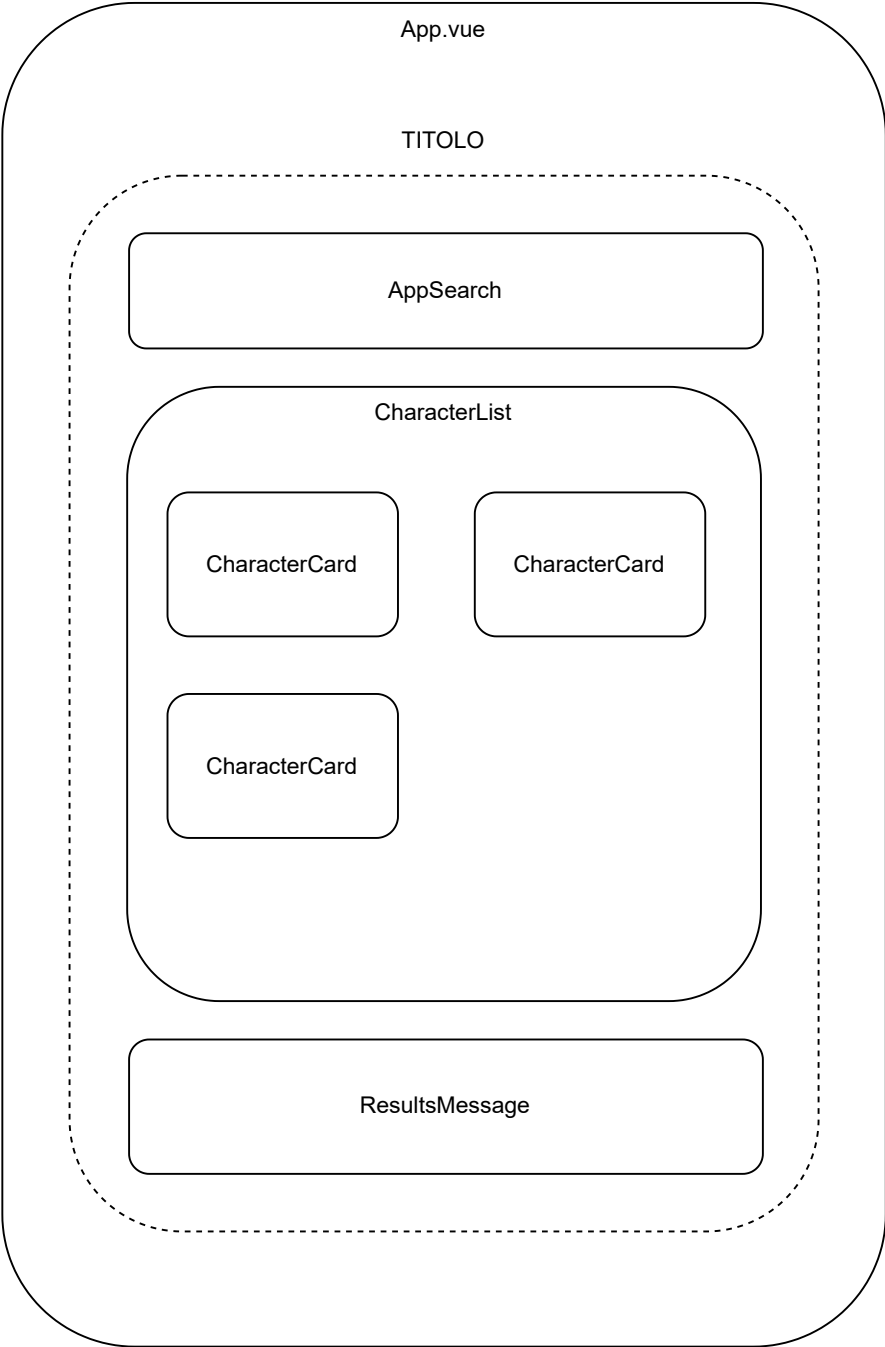 App.vue
TITOLO
AppSearch
CharacterList
CharacterCard
CharacterCard
CharacterCard
ResultsMessage